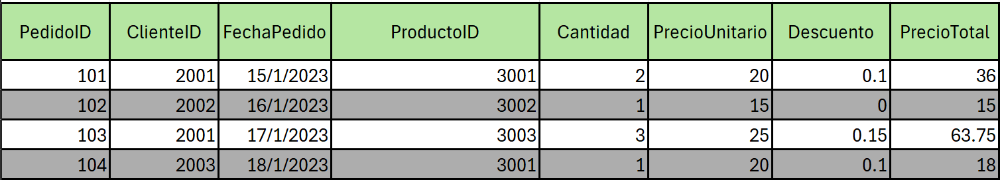 PedidoID ClienteID FechaPedido ProductoID Cantidad PrecioUnitario Descuento PrecioTotal
101 2001 15/1/2023 3001 2 20 0.1 36
102 2002 16/1/2023 3002 1 15 0 15
103 2001 17/1/2023 3003 3 25 0.15 63.75
104 2003 18/1/2023 3001 1 20 0.1 18